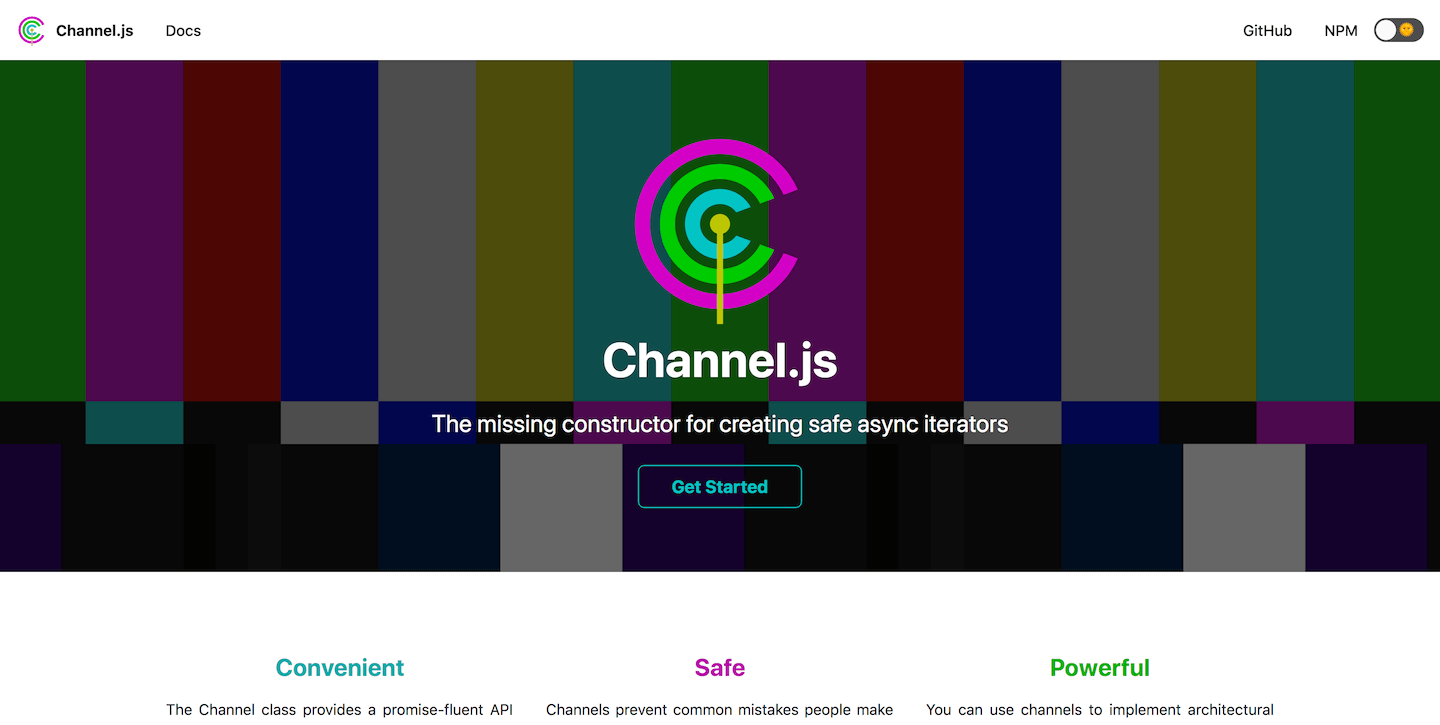 Channel.js Docs GitHub NPM
Channel.js
The missing constructor for creating safe async iterators
Get Started
Convenient Safe Powerful
The Channel class provides a promise-fluent API
Channels prevent common mistakes people make
You can use channels to implement architectural